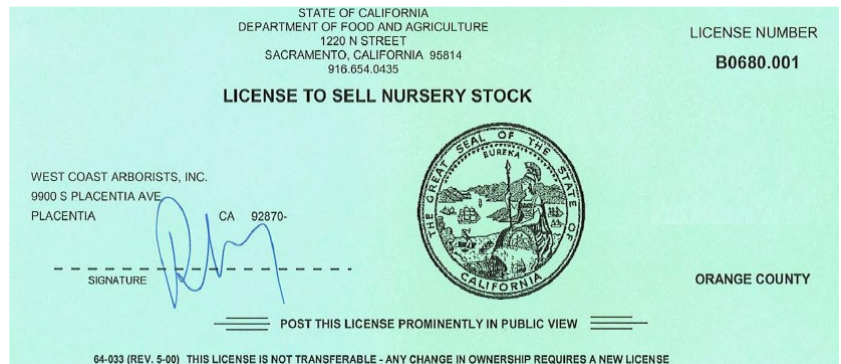 STATE OF CALIFORNIA
DEPARTMENT OF FOOD AND AGRICULTURE
1220 N STREET
SACRAMENTO, CALIFORNIA 95814
916.654.0435
LICENSE NUMBER
B0680.001
LICENSE TO SELL NURSERY STOCK
THE GREAT SEAL OF THE STATE OF CALIFORNIA
EUREKA
WEST COAST ARBORISTS, INC.
9900 S PLACENTIA AVE
PLACENTIA CA 92870-
SIGNATURE
ORANGE COUNTY
POST THIS LICENSE PROMINENTLY IN PUBLIC VIEW
64-033 (REV. 5-00) THIS LICENSE IS NOT TRANSFERABLE - ANY CHANGE IN OWNERSHIP REQUIRES A NEW LICENSE